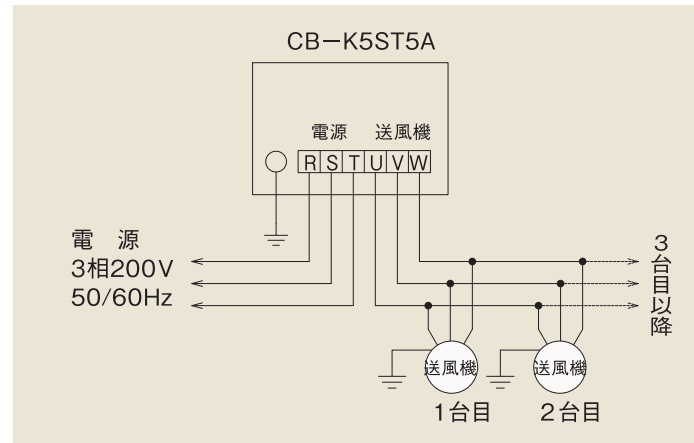 CB−K5ST5A
電源 送風機
R S T U V W
電 源
3相200V
50/60Hz
3台目以降
送風機
送風機
1台目
2台目